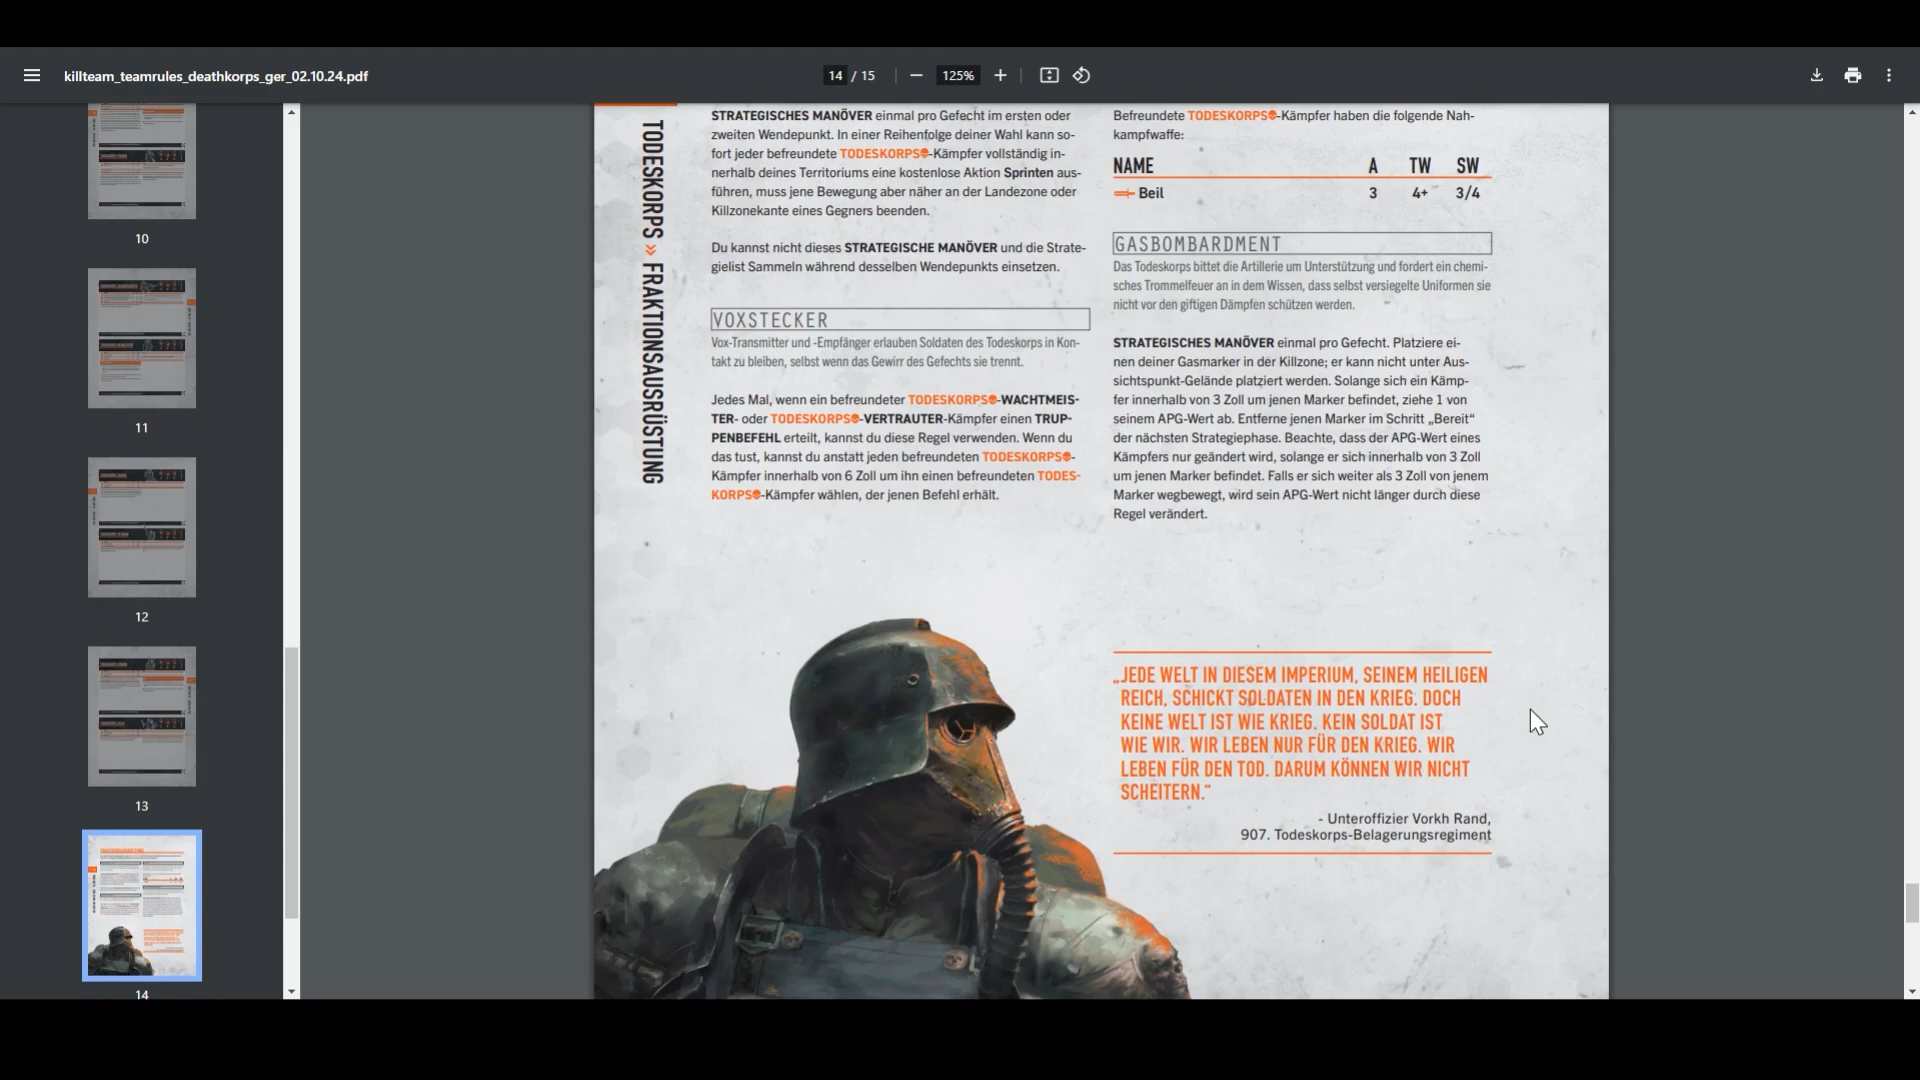 killteam_teamrules_deathkorps_ger_02.10.24.pdf
14 / 15
125%
10
11
12
13
14
TODESKORPS » FRAKTIONSAUSRÜSTUNG
STRATEGISCHES MANÖVER einmal pro Gefecht im ersten oder
zweiten Wendepunkt. In einer Reihenfolge deiner Wahl kann so-
fort jeder befreundete TODESKORPS-Kämpfer vollständig in-
nerhalb deines Territoriums eine kostenlose Aktion Sprinten aus-
führen, muss jene Bewegung aber näher an der Landezone oder
Killzonekante eines Gegners beenden.
Du kannst nicht dieses STRATEGISCHE MANÖVER und die Strate-
gielist Sammeln während desselben Wendepunkts einsetzen.
VOXSTECKER
Vox-Transmitter und -Empfänger erlauben Soldaten des Todeskorps in Kon-
takt zu bleiben, selbst wenn das Gewirr des Gefechts sie trennt.
Jedes Mal, wenn ein befreundeter TODESKORPS-WACHTMEIS-
TER- oder TODESKORPS-VERTRAUTER-Kämpfer einen TRUP-
PENBEFEHL erteilt, kannst du diese Regel verwenden. Wenn du
das tust, kannst du anstatt jeden befreundeten TODESKORPS-
Kämpfer innerhalb von 6 Zoll um ihn einen befreundeten TODES-
KORPS-Kämpfer wählen, der jenen Befehl erhält.
Befreundete TODESKORPS-Kämpfer haben die folgende Nah-
kampfwaffe:
NAME A TW SW
Beil 3 4+ 3/4
GASBOMBARDMENT
Das Todeskorps bittet die Artillerie um Unterstützung und fordert ein chemi-
sches Trommelfeuer an in dem Wissen, dass selbst versiegelte Uniformen sie
nicht vor den giftigen Dämpfen schützen werden.
STRATEGISCHES MANÖVER einmal pro Gefecht. Platziere ei-
nen deiner Gasmarker in der Killzone; er kann nicht unter Aus-
sichtspunkt-Gelände platziert werden. Solange sich ein Kämp-
fer innerhalb von 3 Zoll um jenen Marker befindet, ziehe 1 von
seinem APG-Wert ab. Entferne jenen Marker im Schritt „Bereit“
der nächsten Strategiephase. Beachte, dass der APG-Wert eines
Kämpfers nur geändert wird, solange er sich innerhalb von 3 Zoll
um jenen Marker befindet. Falls er sich weiter als 3 Zoll von jenem
Marker wegbewegt, wird sein APG-Wert nicht länger durch diese
Regel verändert.
„JEDE WELT IN DIESEM IMPERIUM, SEINEM HEILIGEN
REICH, SCHICKT SOLDATEN IN DEN KRIEG. DOCH
KEINE WELT IST WIE KRIEG. KEIN SOLDAT IST
WIE WIR. WIR LEBEN NUR FÜR DEN KRIEG. WIR
LEBEN FÜR DEN TOD. DARUM KÖNNEN WIR NICHT
SCHEITERN.“
- Unteroffizier Vorkh Rand,
907. Todeskorps-Belagerungsregiment